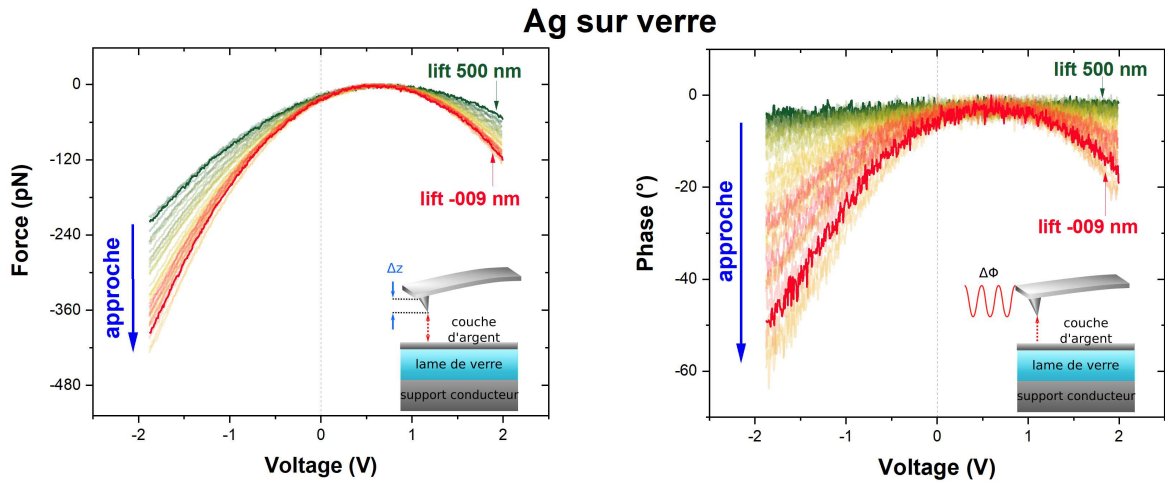 Ag sur verre
Force (pN)
0
-120
-240
-360
-480
-2
-1
0
1
2
Voltage (V)
approche
lift 500 nm
lift -009 nm
Δz
couche
d'argent
lame de verre
support conducteur
Phase (°)
0
-20
-40
-60
-2
-1
0
1
2
Voltage (V)
approche
lift 500 nm
lift -009 nm
ΔΦ
couche
d'argent
lame de verre
support conducteur